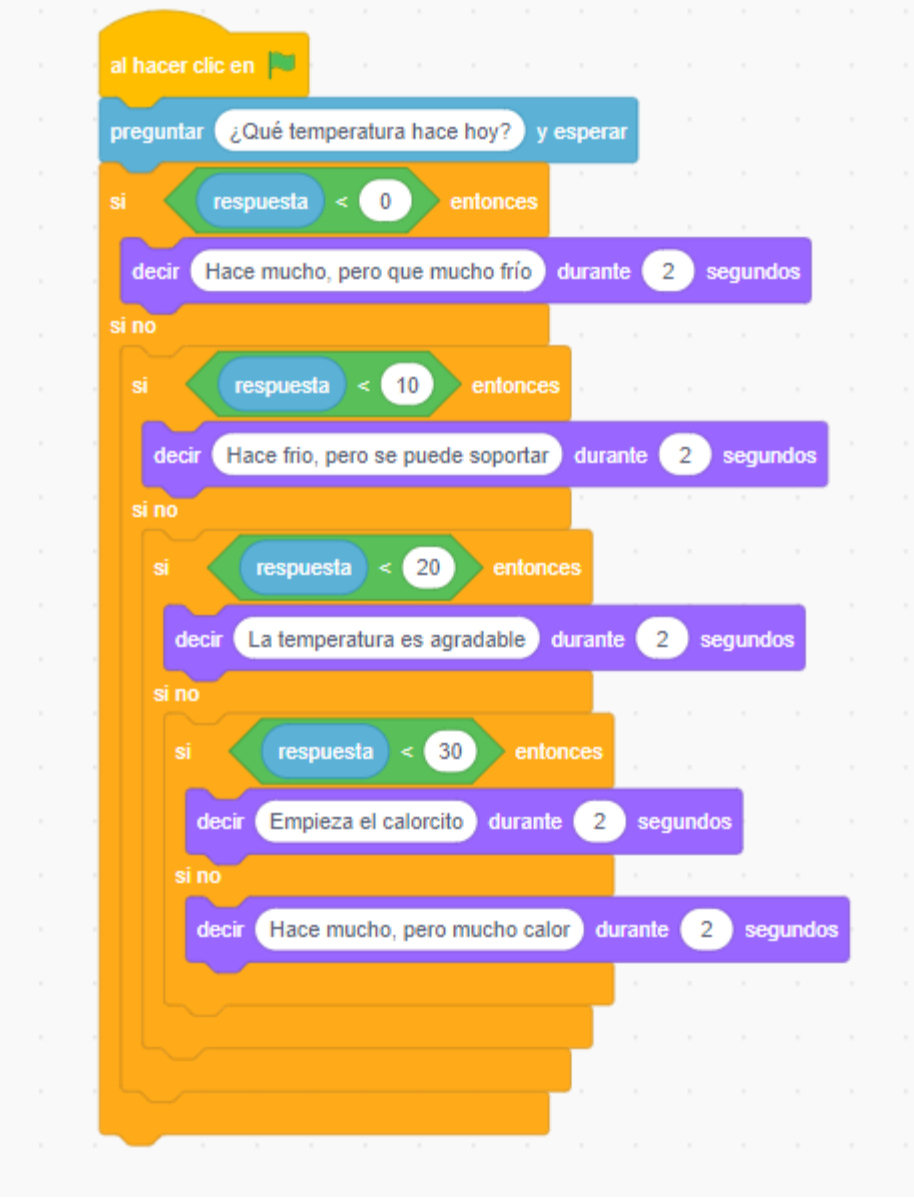 al hacer clic en
preguntar ¿Qué temperatura hace hoy? y esperar
si respuesta < 0 entonces
decir Hace mucho, pero que mucho frío durante 2 segundos
si no
si respuesta < 10 entonces
decir Hace frio, pero se puede soportar durante 2 segundos
si no
si respuesta < 20 entonces
decir La temperatura es agradable durante 2 segundos
si no
si respuesta < 30 entonces
decir Empieza el calorcito durante 2 segundos
si no
decir Hace mucho, pero mucho calor durante 2 segundos